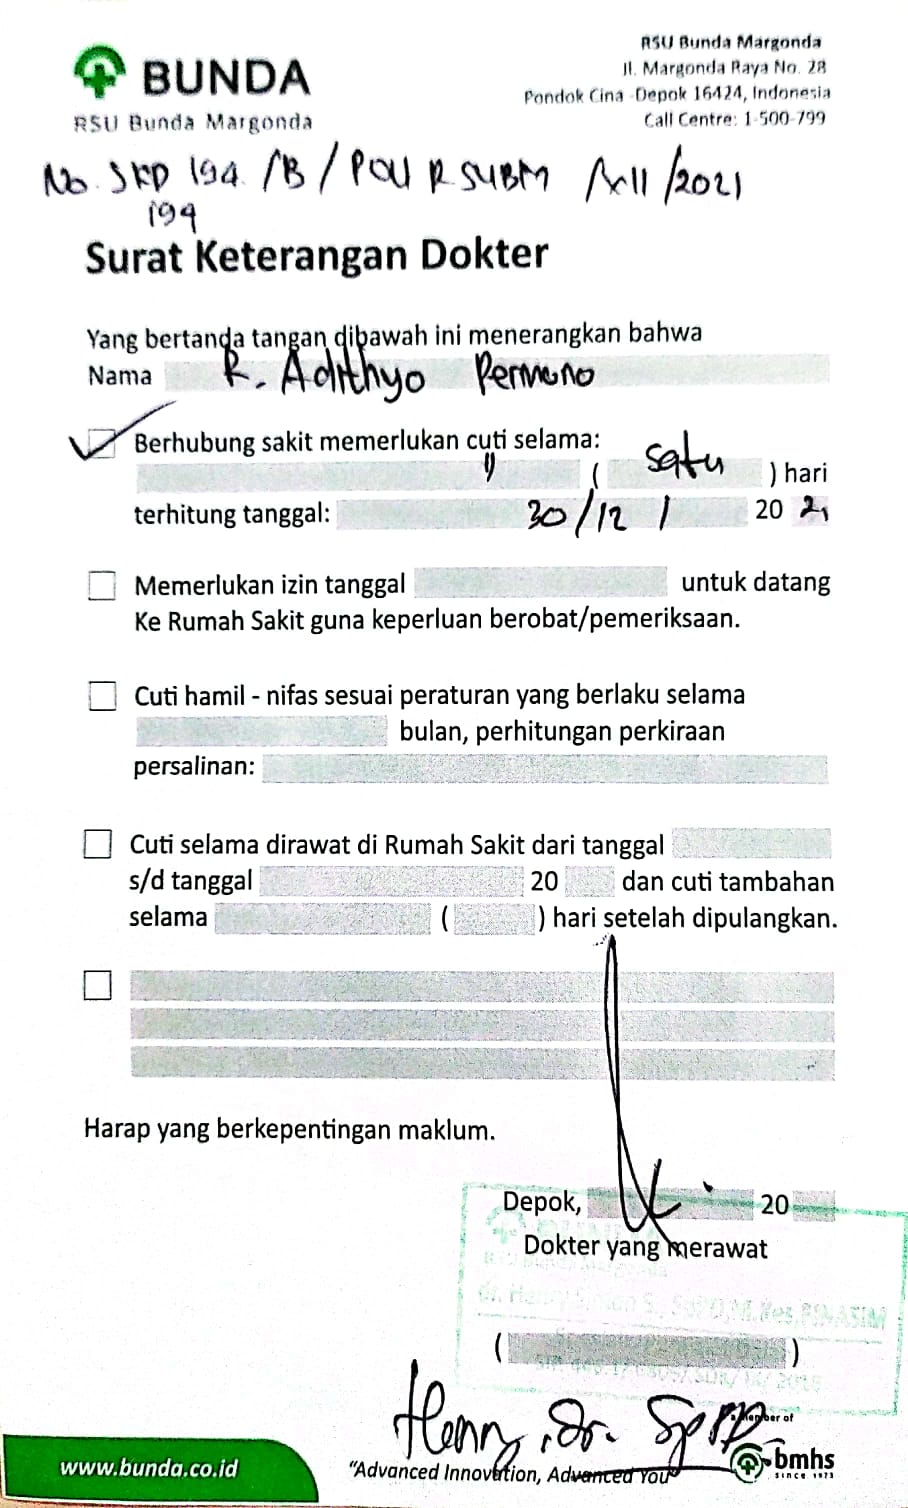 BUNDA
RSU Bunda Margonda
RSU Bunda Margonda
Jl. Margonda Raya No. 28
Pondok Cina -Depok 16424, Indonesia
Call Centre: 1-500-799
No. SKD 194 /B / POU RSUBM /XII /2021
194
Surat Keterangan Dokter
Yang bertanda tangan dibawah ini menerangkan bahwa
Nama R. Adithyo Permono
Berhubung sakit memerlukan cuti selama:
( satu ) hari
terhitung tanggal: 30/12 / 20 21
Memerlukan izin tanggal untuk datang
Ke Rumah Sakit guna keperluan berobat/pemeriksaan.
Cuti hamil - nifas sesuai peraturan yang berlaku selama
bulan, perhitungan perkiraan
persalinan:
Cuti selama dirawat di Rumah Sakit dari tanggal
s/d tanggal 20 dan cuti tambahan
selama ( ) hari setelah dipulangkan.
Harap yang berkepentingan maklum.
Depok, 20
Dokter yang merawat
RSU Bunda Margonda
dr. Henry S., SpPD,M.Kes,FINASIM
( )
Henry, Dr. SpPD
member of
bmhs
SINCE 1973
www.bunda.co.id
"Advanced Innovation, Advanced You"